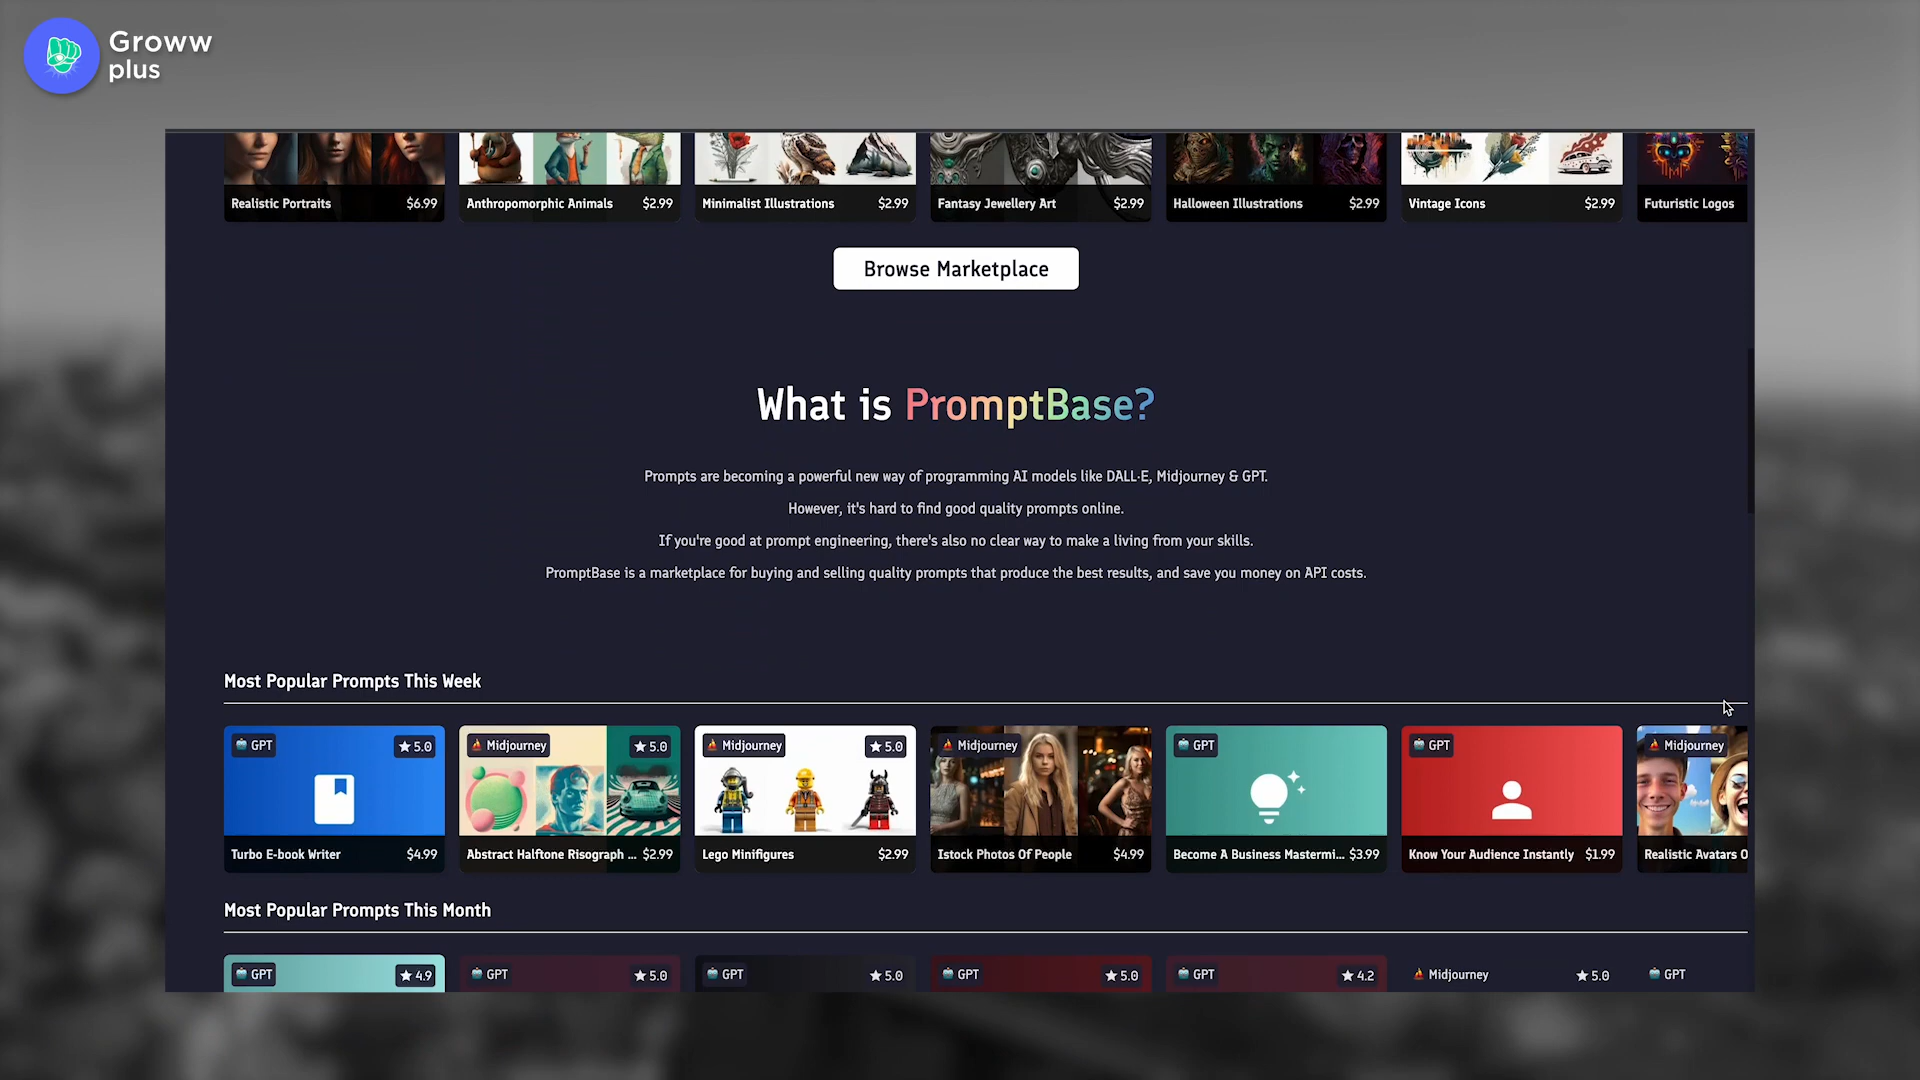 Groww
plus
Realistic Portraits $6.99
Anthropomorphic Animals $2.99
Minimalist Illustrations $2.99
Fantasy Jewellery Art $2.99
Halloween Illustrations $2.99
Vintage Icons $2.99
Futuristic Logos
Browse Marketplace
What is PromptBase?
Prompts are becoming a powerful new way of programming AI models like DALL·E, Midjourney & GPT.
However, it's hard to find good quality prompts online.
If you're good at prompt engineering, there's also no clear way to make a living from your skills.
PromptBase is a marketplace for buying and selling quality prompts that produce the best results, and save you money on API costs.
Most Popular Prompts This Week
GPT ★ 5.0
Turbo E-book Writer $4.99
Midjourney ★ 5.0
Abstract Halftone Risograph ... $2.99
Midjourney ★ 5.0
Lego Minifigures $2.99
Midjourney
Istock Photos Of People $4.99
GPT
Become A Business Mastermi... $3.99
GPT
Know Your Audience Instantly $1.99
Midjourney
Realistic Avatars O
Most Popular Prompts This Month
GPT ★ 4.9
GPT ★ 5.0
GPT ★ 5.0
GPT ★ 5.0
GPT ★ 4.2
Midjourney ★ 5.0
GPT